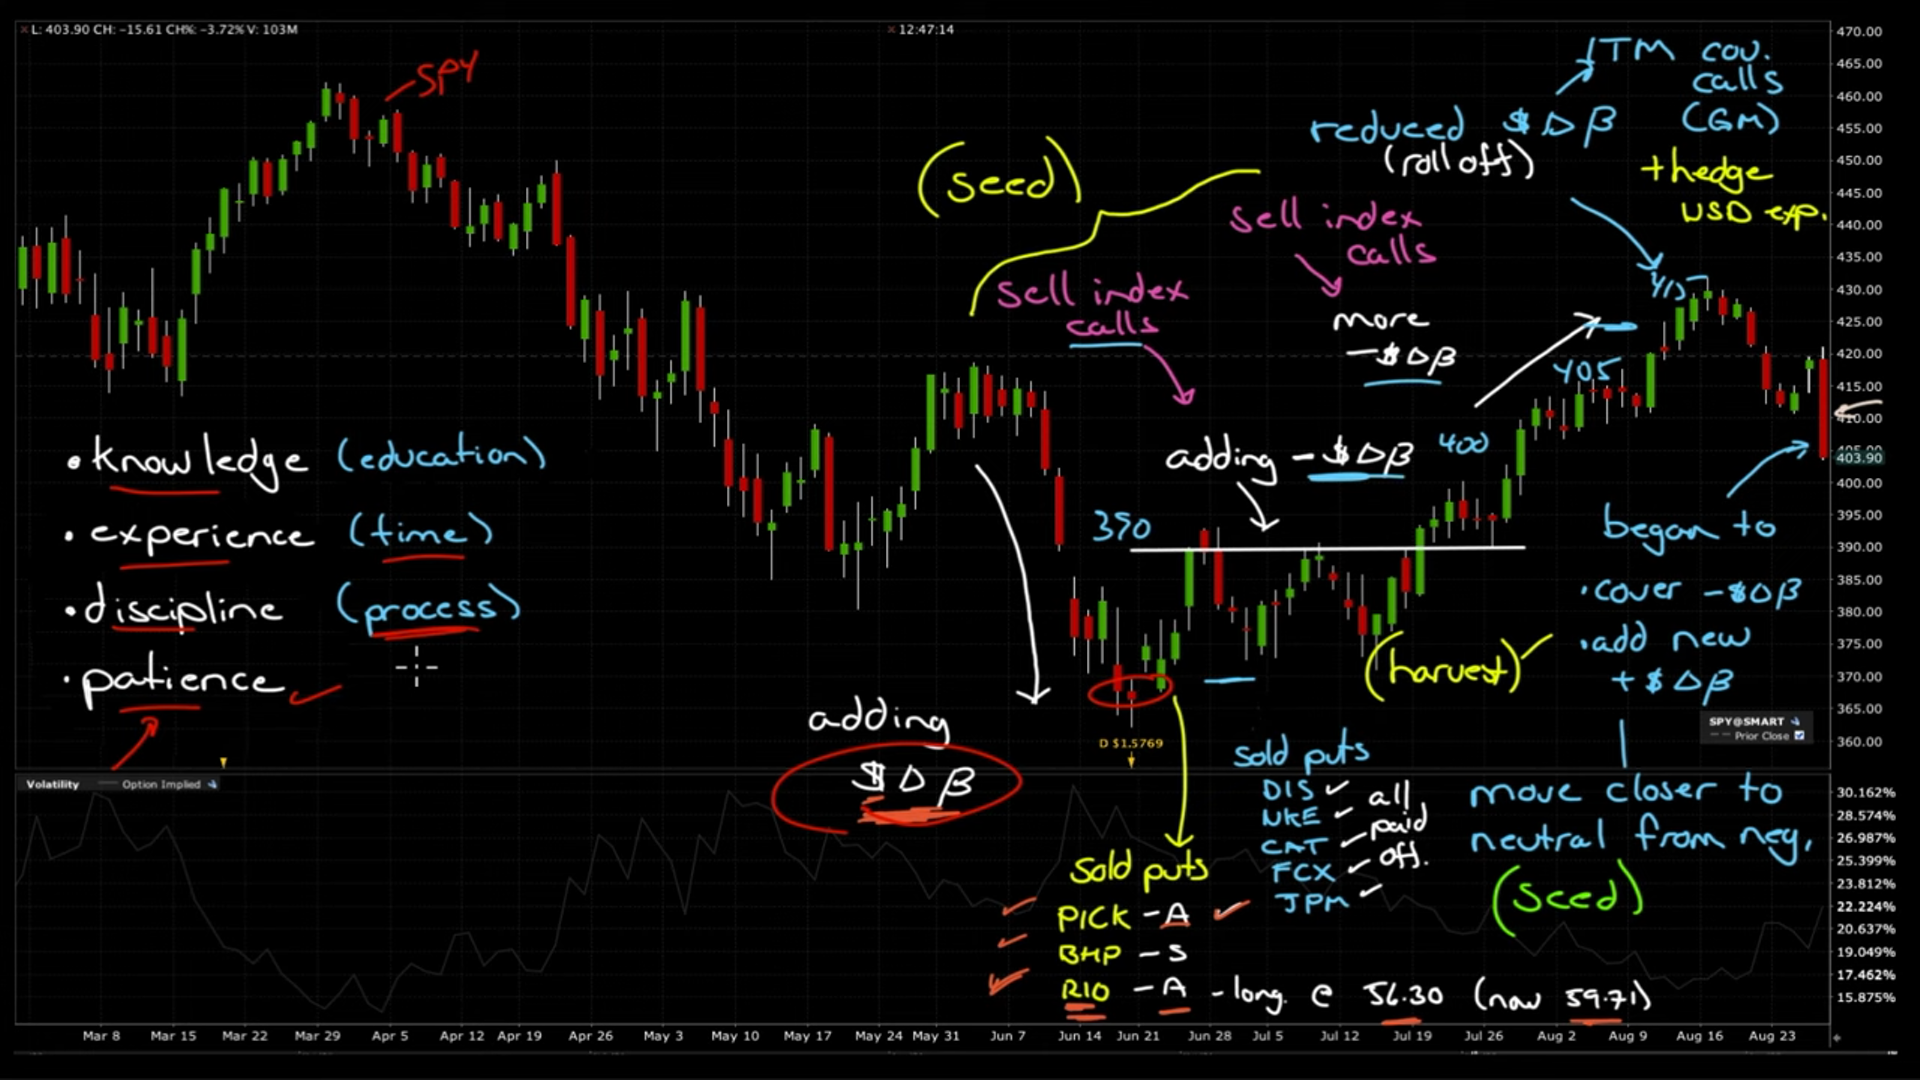 L: 403.90 CH: -15.61 CH%: -3.72% V: 103M
12:47:14
SPY
(seed)
ITM cov.
calls
(GM)
reduced $ Δ β
(roll off)
+ hedge
USD exp.
sell index
calls
sell index
calls
more
- $ Δ β
415
405
400
390
adding - $ Δ β
• knowledge (education)
• experience (time)
• discipline (process)
• patience
adding
$ Δ β
began to
• cover - $ Δ β
• add new
+ $ Δ β
(harvest)
move closer to
neutral from neg.
(seed)
D $1.5769
sold puts
DIS
NKE
CAT
FCX
JPM
all
paid
off.
Sold puts
PICK - A
BHP - S
RIO - A - long @ 56.30 (now 59.71)
SPY@SMART
Prior Close
Volatility Option Implied
470.00
465.00
460.00
455.00
450.00
445.00
440.00
435.00
430.00
425.00
420.00
415.00
410.00
405.00
403.90
400.00
395.00
390.00
385.00
380.00
375.00
370.00
365.00
360.00
30.162%
28.574%
26.987%
25.399%
23.812%
22.224%
20.637%
19.049%
17.462%
15.875%
Mar 8 Mar 15 Mar 22 Mar 29 Apr 5 Apr 12 Apr 19 Apr 26 May 3 May 10 May 17 May 24 May 31 Jun 7 Jun 14 Jun 21 Jun 28 Jul 5 Jul 12 Jul 19 Jul 26 Aug 2 Aug 9 Aug 16 Aug 23